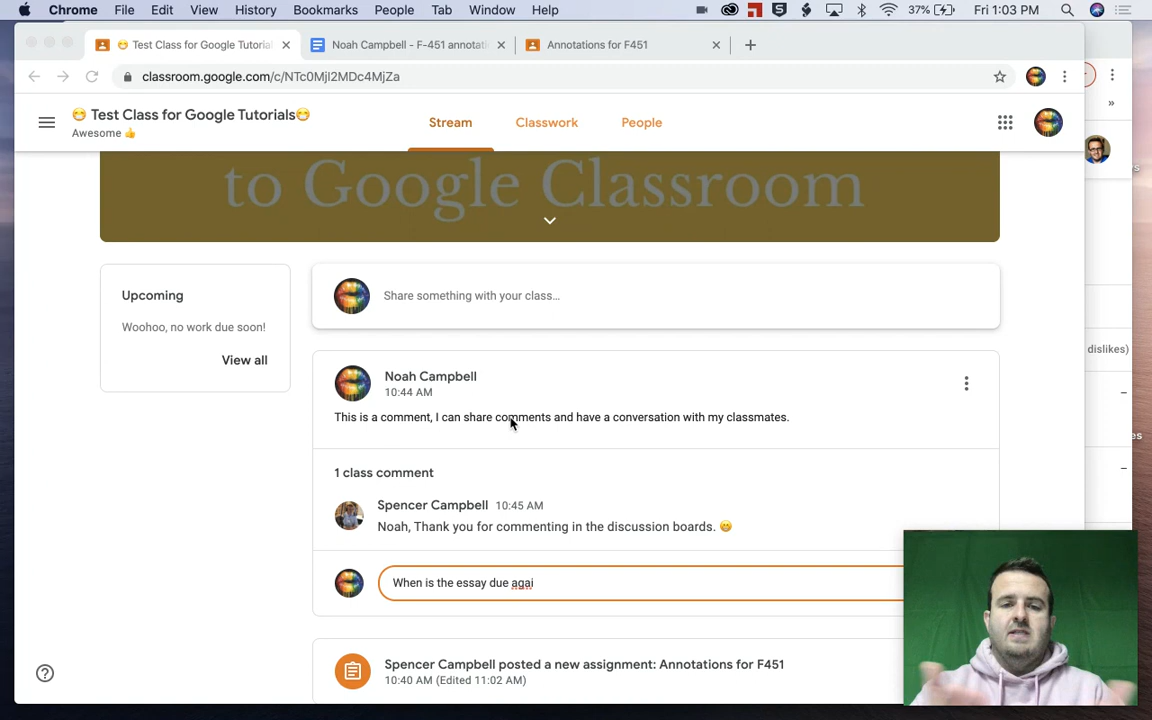 Chrome File Edit View History Bookmarks People Tab Window Help 37% Fri 1:03 PM
😁 Test Class for Google Tutorial Noah Campbell - F-451 annotati Annotations for F451
classroom.google.com/c/NTc0MjI2MDc4MjZa
😁 Test Class for Google Tutorials😁
Awesome 👍
Stream Classwork People
to Google Classroom
Upcoming
Woohoo, no work due soon!
View all
Share something with your class...
Noah Campbell
10:44 AM
This is a comment, I can share comments and have a conversation with my classmates.
1 class comment
Spencer Campbell 10:45 AM
Noah, Thank you for commenting in the discussion boards. 😀
When is the essay due agai
Spencer Campbell posted a new assignment: Annotations for F451
10:40 AM (Edited 11:02 AM)
dislikes)